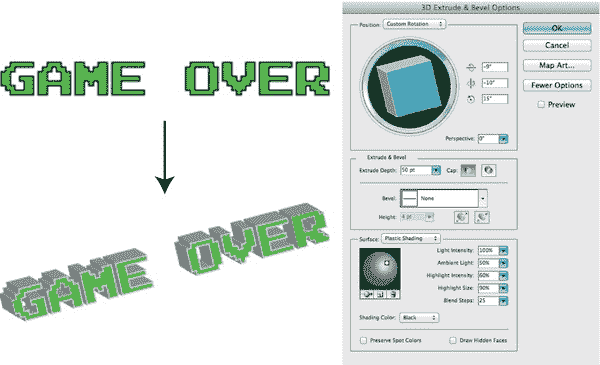 GAME OVER
GAME OVER
3D Extrude & Bevel Options
Position: Custom Rotation
-9°
-10°
15°
Perspective: 0°
Extrude & Bevel
Extrude Depth: 50 pt Cap:
Bevel: None
Height: 4 pt
Surface: Plastic Shading
Light Intensity: 100%
Ambient Light: 50%
Highlight Intensity: 60%
Highlight Size: 90%
Blend Steps: 25
Shading Color: Black
Preserve Spot Colors Draw Hidden Faces
OK
Cancel
Map Art...
Fewer Options
Preview